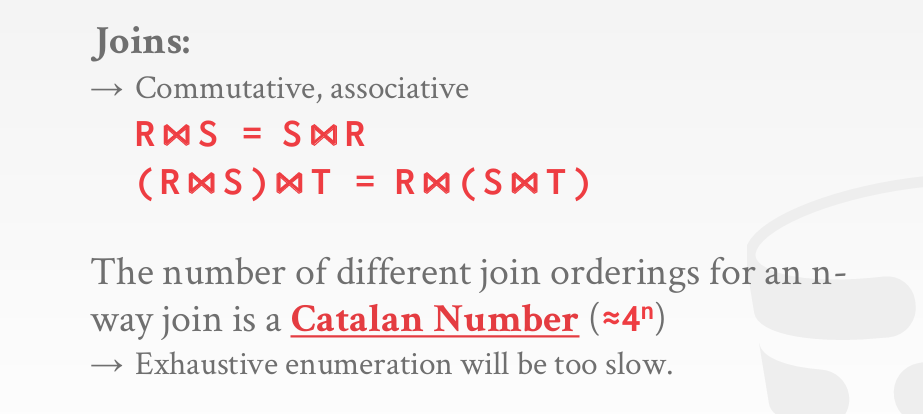 Joins:
→ Commutative, associative
R⋈S = S⋈R
(R⋈S)⋈T = R⋈(S⋈T)
The number of different join orderings for an n-
way join is a Catalan Number (≈4ⁿ)
→ Exhaustive enumeration will be too slow.